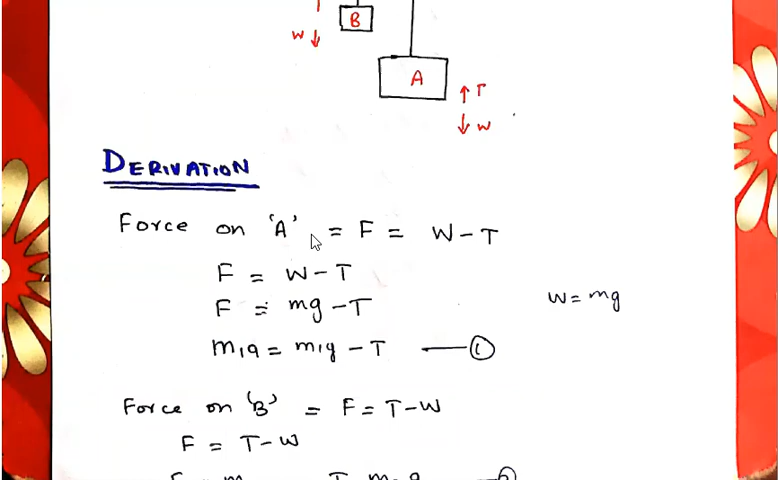 B
W ↓
A
↑ T
↓ W
DERIVATION
Force on 'A' = F = W-T
F = W-T
F = mg-T
W = mg
m₁a = m₁g - T —①
Force on 'B' = F = T-W
F = T-W